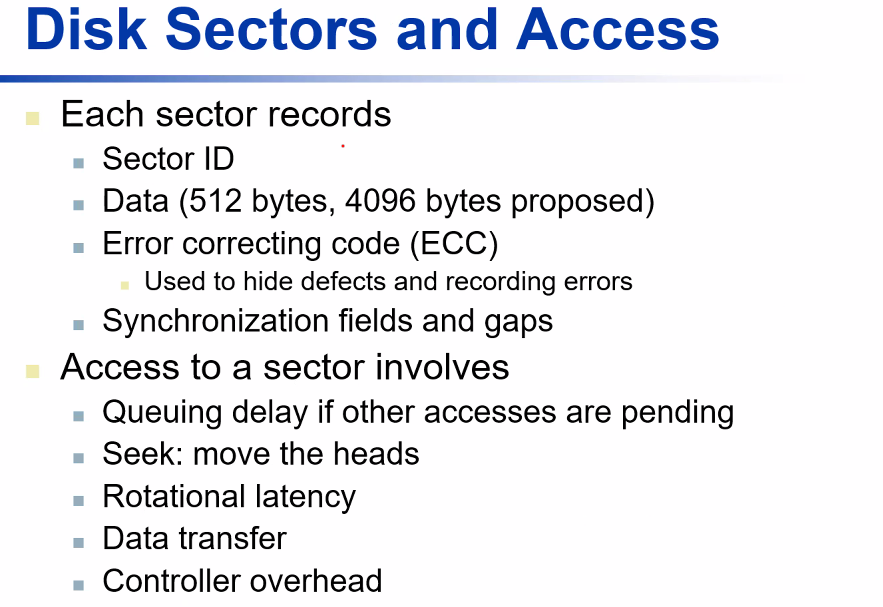 Disk Sectors and Access
Each sector records
Sector ID
Data (512 bytes, 4096 bytes proposed)
Error correcting code (ECC)
Used to hide defects and recording errors
Synchronization fields and gaps
Access to a sector involves
Queuing delay if other accesses are pending
Seek: move the heads
Rotational latency
Data transfer
Controller overhead